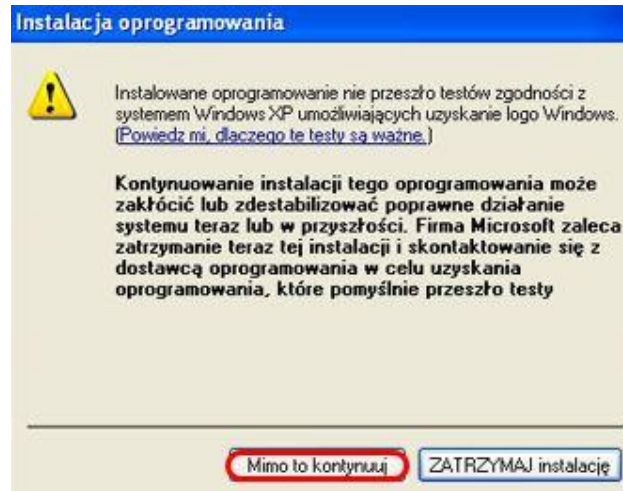 Instalacja oprogramowania
Instalowane oprogramowanie nie przeszło testów zgodności z
systemem Windows XP umożliwiających uzyskanie logo Windows.
(Powiedz mi, dlaczego te testy są ważne.)
Kontynuowanie instalacji tego oprogramowania może
zakłócić lub zdestabilizować poprawne działanie
systemu teraz lub w przyszłości. Firma Microsoft zaleca
zatrzymanie teraz tej instalacji i skontaktowanie się z
dostawcą oprogramowania w celu uzyskania
oprogramowania, które pomyślnie przeszło testy
Mimo to kontynuuj ZATRZYMAJ instalację